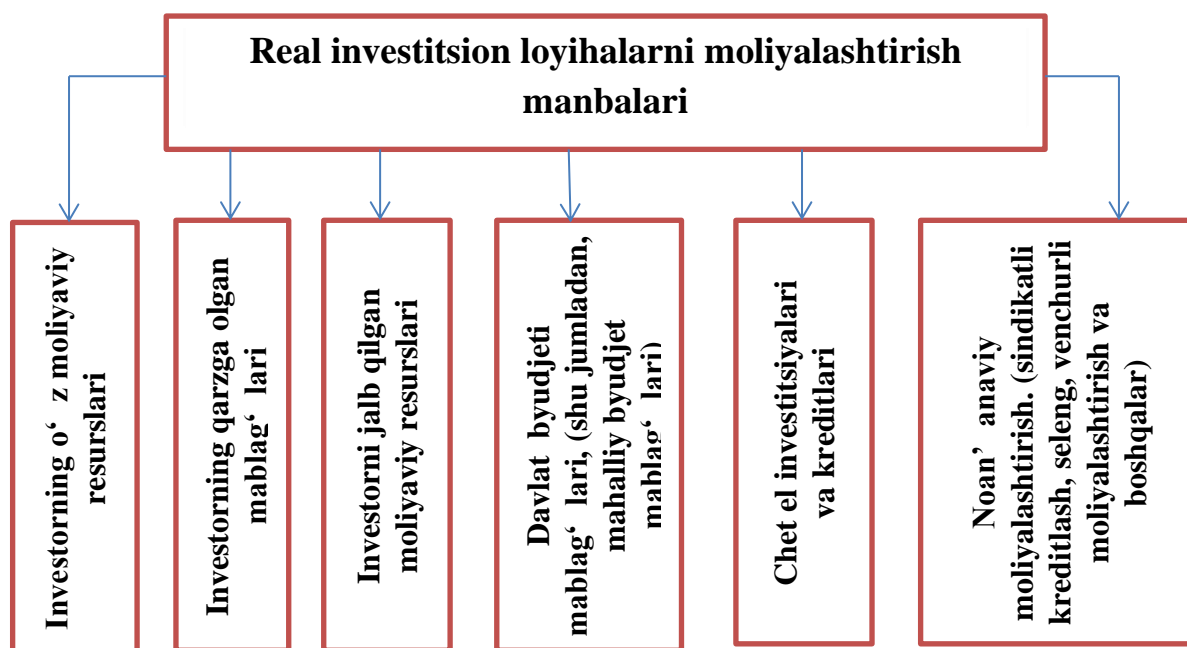 Real investitsion loyihalarni moliyalashtirish
manbalari
Investorning o‘ z moliyaviy
resurslari
Investorning qarzga olgan
mablag‘ lari
Investorni jalb qilgan
moliyaviy resurslari
Davlat byudjeti
mablag‘ lari, (shu jumladan,
mahalliy byudjet
mablag‘ lari)
Chet el investitsiyalari
va kreditlari
Noan’ anaviy
moliyalashtirish. (sindikatli
kreditlash, seleng, venchurli
moliyalashtirish va
boshqalar)